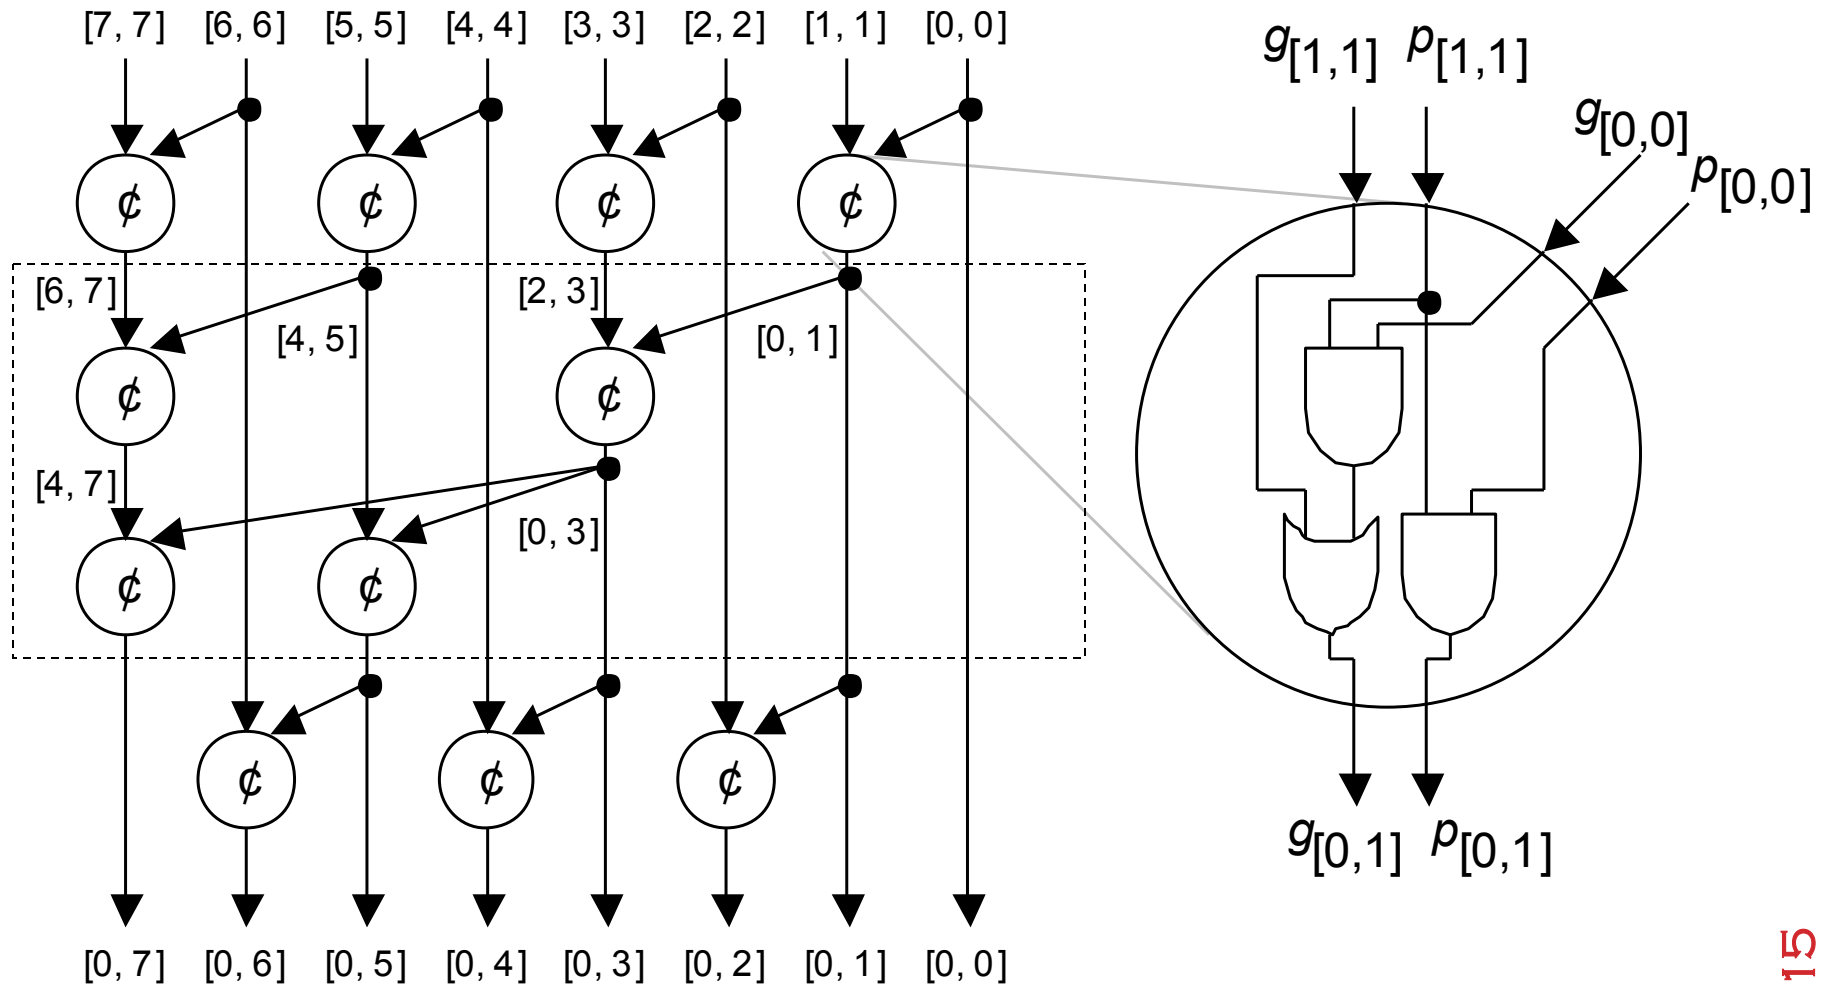 [7, 7] [6, 6] [5, 5] [4, 4] [3, 3] [2, 2] [1, 1] [0, 0]
g[1,1] p[1,1]
g[0,0]
p[0,0]
¢ ¢ ¢ ¢
[6, 7] [2, 3]
[4, 5] [0, 1]
¢ ¢
[4, 7]
[0, 3]
¢ ¢
¢ ¢ ¢
g[0,1] p[0,1]
[0, 7] [0, 6] [0, 5] [0, 4] [0, 3] [0, 2] [0, 1] [0, 0]
15